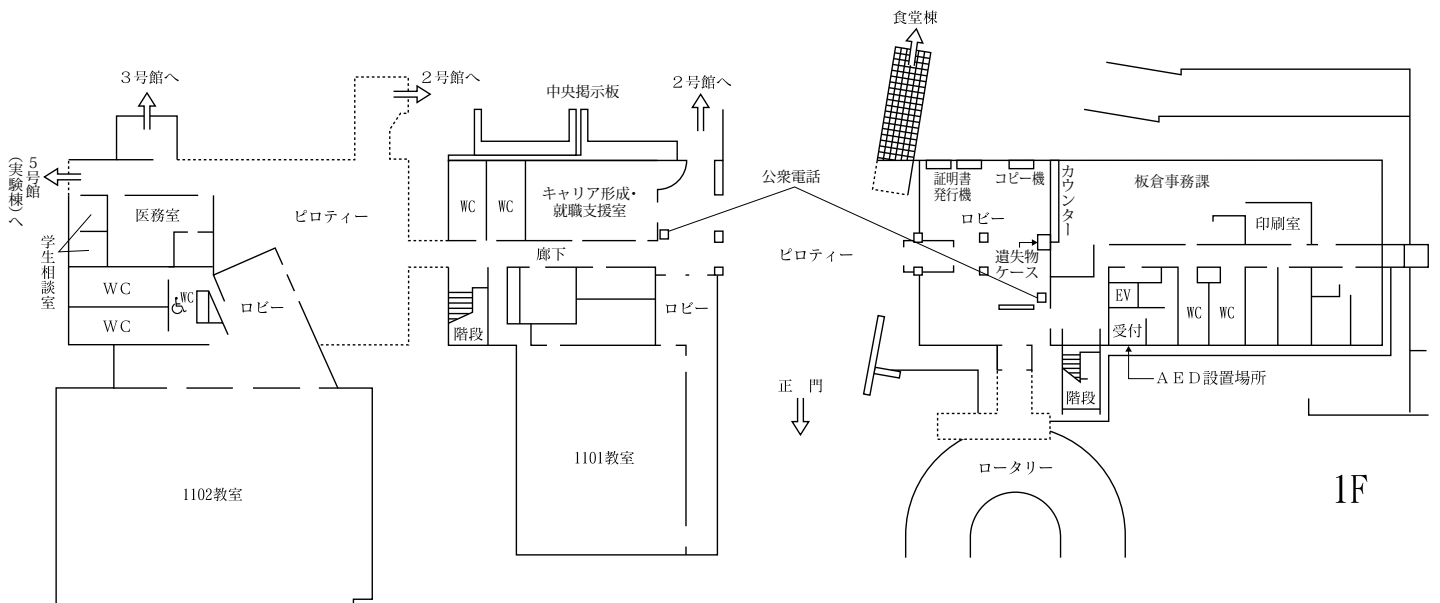 食堂棟
3号館へ
2号館へ
2号館へ
中央掲示板
5号館
(実験棟)へ
医務室
学生相談室
ピロティー
WC
WC
WC
ロビー
WC
WC
キャリア形成・
就職支援室
廊下
階段
ロビー
公衆電話
ピロティー
証明書
発行機
コピー機
カウンター
ロビー
遺失物
ケース
板倉事務課
印刷室
EV
受付
WC
WC
AED設置場所
階段
正 門
ロータリー
1101教室
1102教室
1F